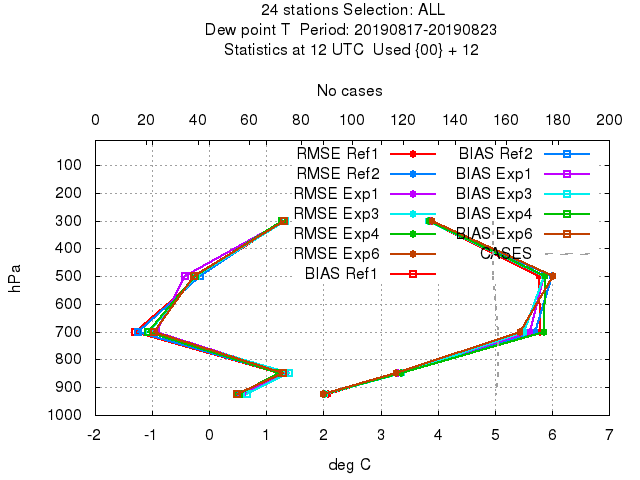 24 stations Selection: ALL
Dew point T  Period: 20190817-20190823
Statistics at 12 UTC  Used {00} + 12
No cases
0 20 40 60 80 100 120 140 160 180 200
100
200
300
400
500
600
700
800
900
1000
hPa
RMSE Ref1
RMSE Ref2
RMSE Exp1
RMSE Exp3
RMSE Exp4
RMSE Exp6
BIAS Ref1
BIAS Ref2
BIAS Exp1
BIAS Exp3
BIAS Exp4
BIAS Exp6
CASES
-2 -1 0 1 2 3 4 5 6 7
deg C